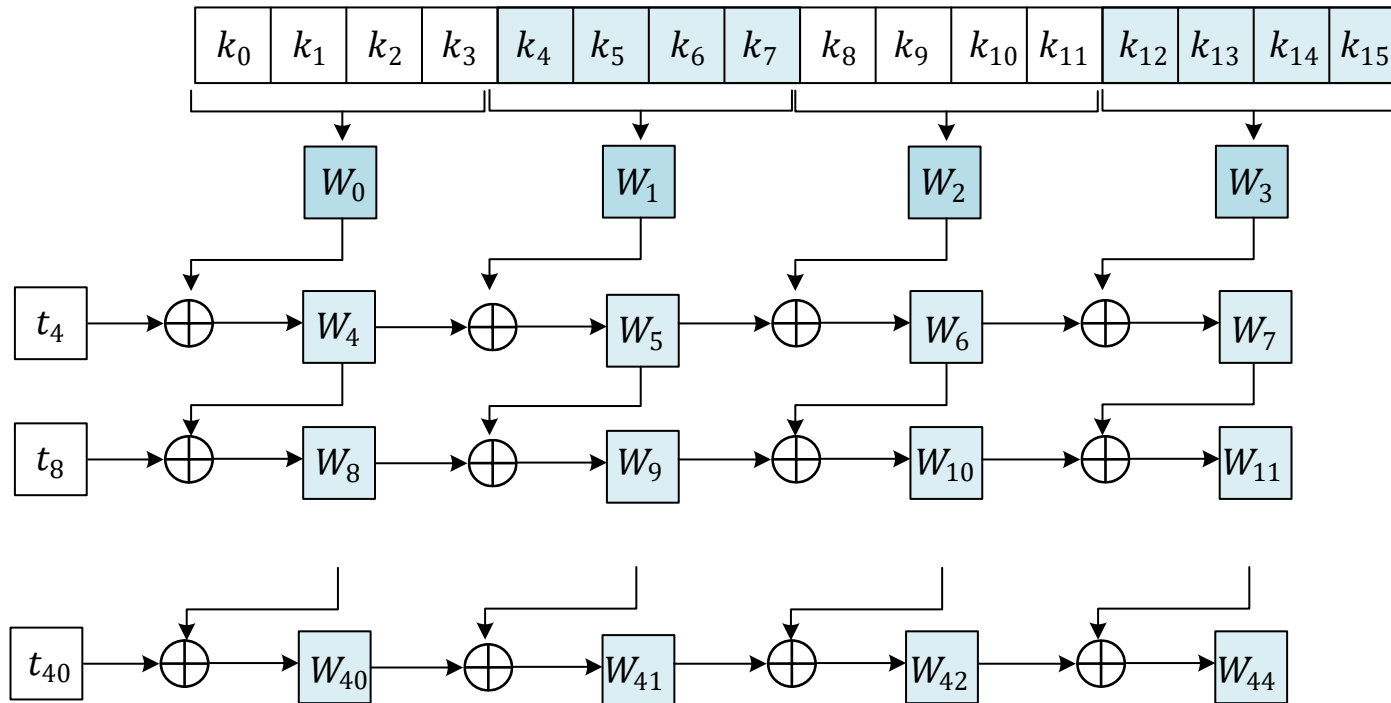 k₀ k₁ k₂ k₃ k₄ k₅ k₆ k₇ k₈ k₉ k₁₀ k₁₁ k₁₂ k₁₃ k₁₄ k₁₅
W₀ W₁ W₂ W₃
t₄ W₄ W₅ W₆ W₇
t₈ W₈ W₉ W₁₀ W₁₁
t₄₀ W₄₀ W₄₁ W₄₂ W₄₄